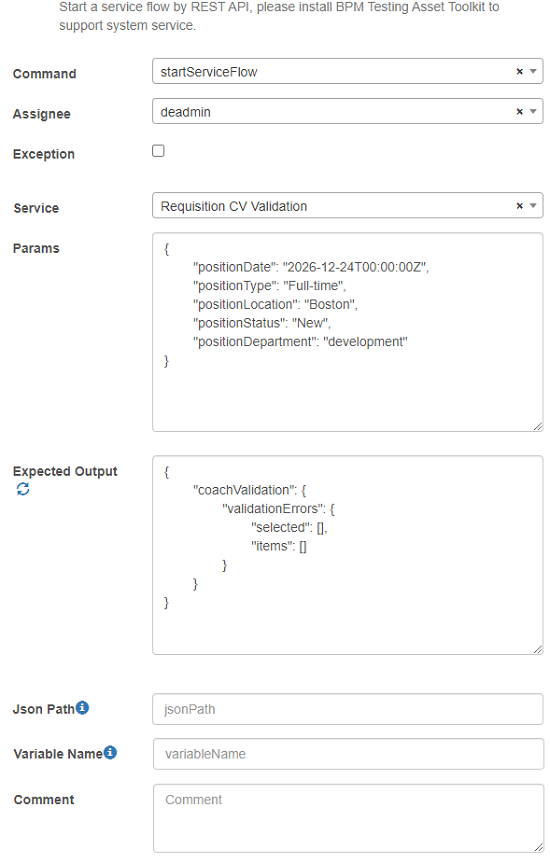 Start a service flow by REST API, please install BPM Testing Asset Toolkit to
support system service.
Command
startServiceFlow
Assignee
deadmin
Exception
Service
Requisition CV Validation
Params
{
"positionDate": "2026-12-24T00:00:00Z",
"positionType": "Full-time",
"positionLocation": "Boston",
"positionStatus": "New",
"positionDepartment": "development"
}
Expected Output
{
"coachValidation": {
"validationErrors": {
"selected": [],
"items": []
}
}
}
Json Path
jsonPath
Variable Name
variableName
Comment
Comment